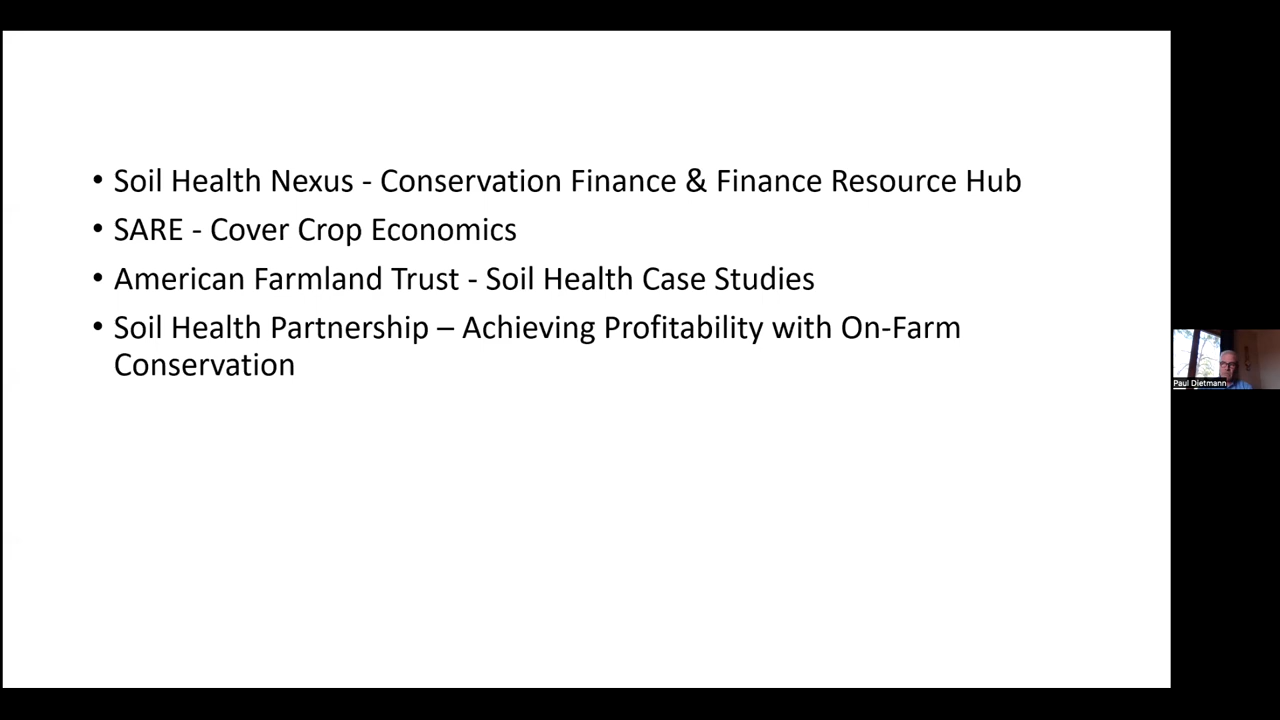 • Soil Health Nexus - Conservation Finance & Finance Resource Hub
• SARE - Cover Crop Economics
• American Farmland Trust - Soil Health Case Studies
• Soil Health Partnership – Achieving Profitability with On-Farm
Conservation
Paul Dietmann